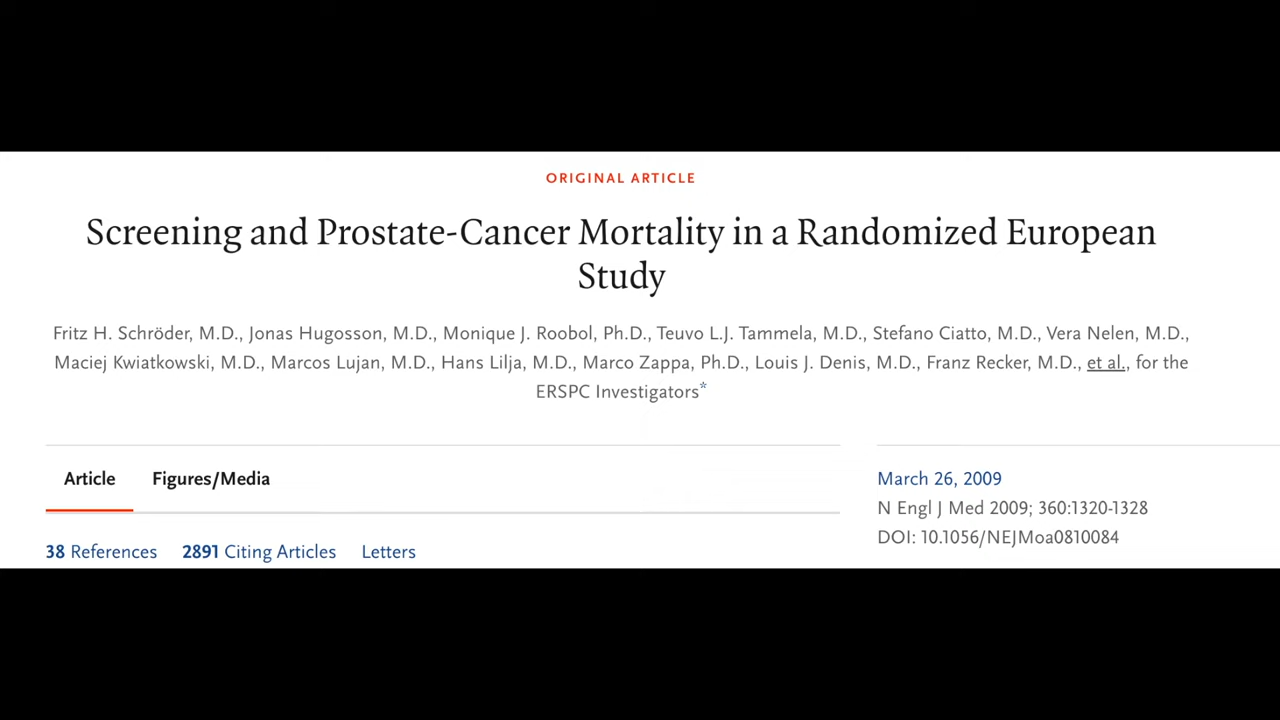 ORIGINAL ARTICLE
Screening and Prostate-Cancer Mortality in a Randomized European
Study
Fritz H. Schröder, M.D., Jonas Hugosson, M.D., Monique J. Roobol, Ph.D., Teuvo L.J. Tammela, M.D., Stefano Ciatto, M.D., Vera Nelen, M.D.,
Maciej Kwiatkowski, M.D., Marcos Lujan, M.D., Hans Lilja, M.D., Marco Zappa, Ph.D., Louis J. Denis, M.D., Franz Recker, M.D., et al., for the
ERSPC Investigators*
Article Figures/Media
38 References 2891 Citing Articles Letters
March 26, 2009
N Engl J Med 2009; 360:1320-1328
DOI: 10.1056/NEJMoa0810084